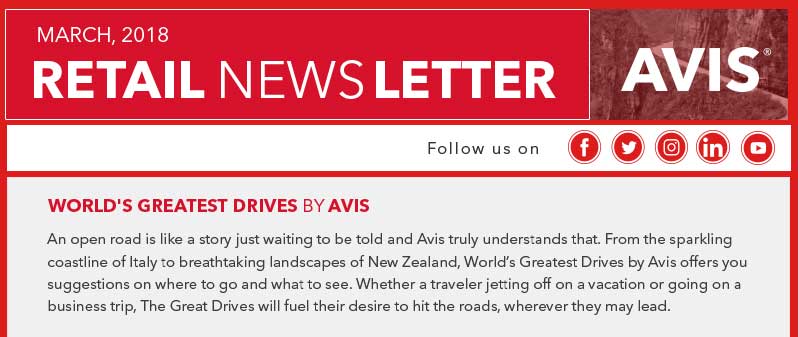 MARCH, 2018
RETAIL NEWS LETTER
AVIS®
Follow us on
WORLD'S GREATEST DRIVES BY AVIS
An open road is like a story just waiting to be told and Avis truly understands that. From the sparkling
coastline of Italy to breathtaking landscapes of New Zealand, World’s Greatest Drives by Avis offers you
suggestions on where to go and what to see. Whether a traveler jetting off on a vacation or going on a
business trip, The Great Drives will fuel their desire to hit the roads, wherever they may lead.